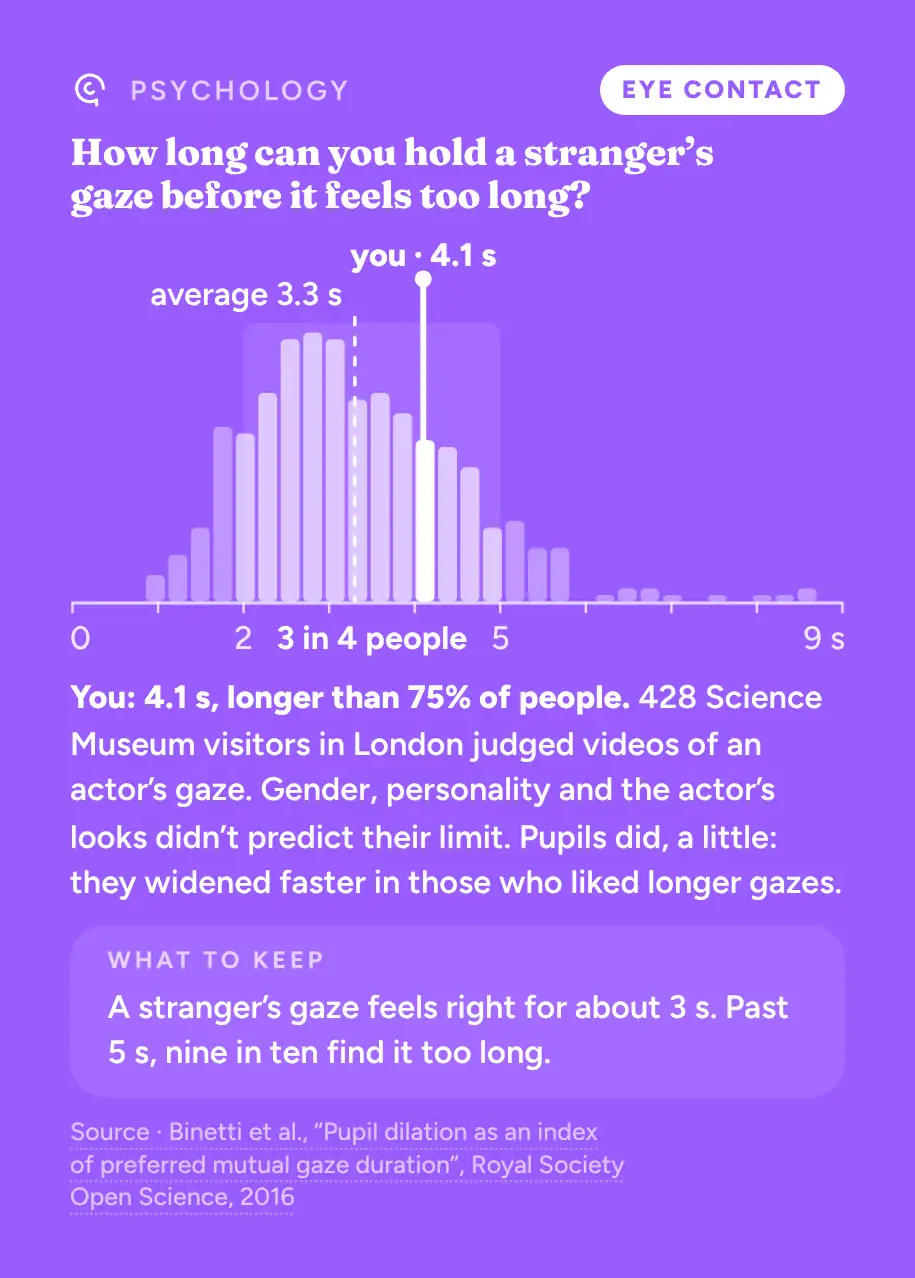 PSYCHOLOGY
EYE CONTACT
How long can you hold a stranger’s
gaze before it feels too long?
you · 4.1 s
average 3.3 s
0 2 3 in 4 people 5 9 s
You: 4.1 s, longer than 75% of people. 428 Science
Museum visitors in London judged videos of an
actor’s gaze. Gender, personality and the actor’s
looks didn’t predict their limit. Pupils did, a little:
they widened faster in those who liked longer gazes.
WHAT TO KEEP
A stranger’s gaze feels right for about 3 s. Past
5 s, nine in ten find it too long.
Source · Binetti et al., “Pupil dilation as an index
of preferred mutual gaze duration”, Royal Society
Open Science, 2016